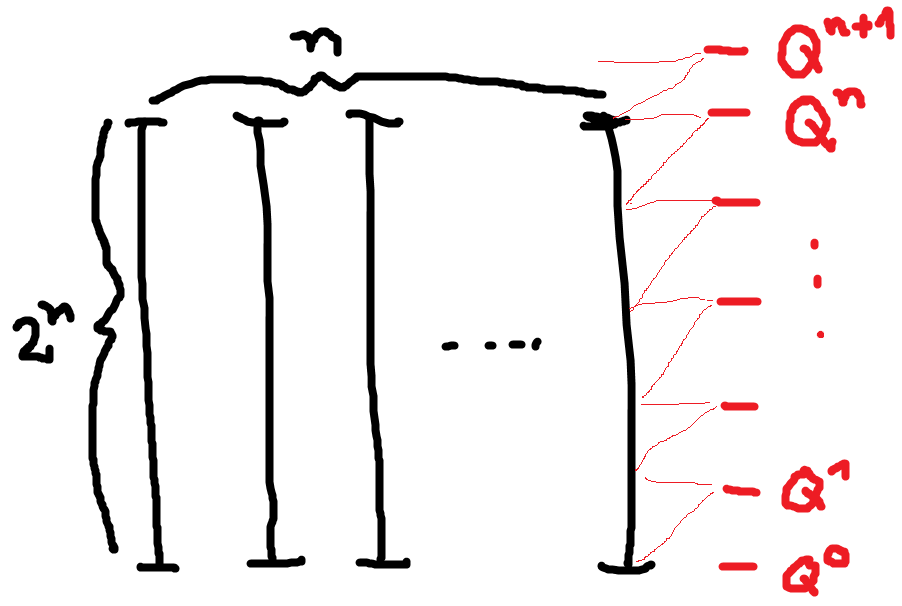 n
Q^{n+1}
Q^n
2^n
....
Q^1
Q^0